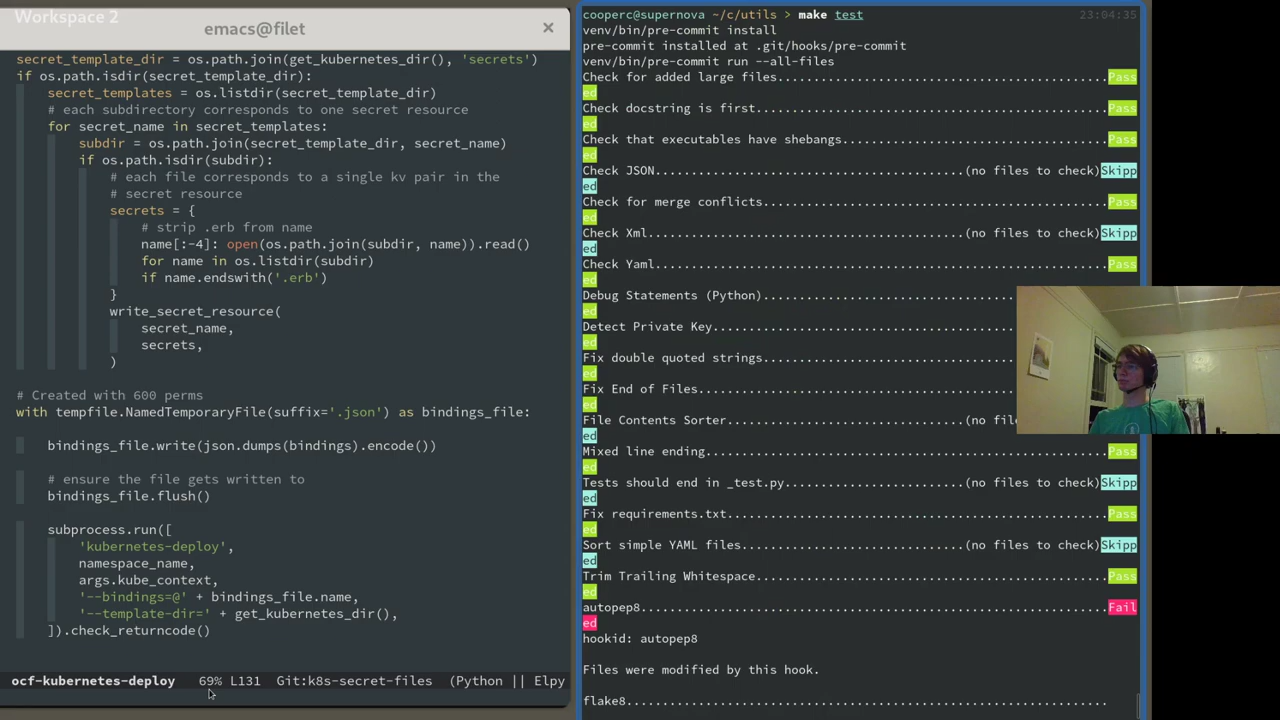 Workspace 2
emacs@filet
secret_template_dir = os.path.join(get_kubernetes_dir(), 'secrets')
if os.path.isdir(secret_template_dir):
secret_templates = os.listdir(secret_template_dir)
# each subdirectory corresponds to one secret resource
for secret_name in secret_templates:
subdir = os.path.join(secret_template_dir, secret_name)
if os.path.isdir(subdir):
# each file corresponds to a single kv pair in the
# secret resource
secrets = {
# strip .erb from name
name[:-4]: open(os.path.join(subdir, name)).read()
for name in os.listdir(subdir)
if name.endswith('.erb')
}
write_secret_resource(
secret_name,
secrets,
)
# Created with 600 perms
with tempfile.NamedTemporaryFile(suffix='.json') as bindings_file:
bindings_file.write(json.dumps(bindings).encode())
# ensure the file gets written to
bindings_file.flush()
subprocess.run([
'kubernetes-deploy',
namespace_name,
args.kube_context,
'--bindings=@' + bindings_file.name,
'--template-dir=' + get_kubernetes_dir(),
]).check_returncode()
ocf-kubernetes-deploy 69% L131 Git:k8s-secret-files (Python || Elpy
cooperc@supernova ~/c/utils > make test 23:04:35
venv/bin/pre-commit install
pre-commit installed at .git/hooks/pre-commit
venv/bin/pre-commit run --all-files
Check for added large files.........................................Pass
ed
Check docstring is first............................................Pass
ed
Check that executables have shebangs................................Pass
ed
Check JSON......................................(no files to check)Skipp
ed
Check for merge conflicts...........................................Pass
ed
Check Xml.......................................(no files to check)Skipp
ed
Check Yaml..........................................................Pass
ed
Debug Statements (Python)................................
ed
Detect Private Key.......................................
ed
Fix double quoted strings................................
ed
Fix End of Files.........................................
ed
File Contents Sorter............................(no fil
ed
Mixed line ending...................................................Pass
ed
Tests should end in _test.py....................(no files to check)Skipp
ed
Fix requirements.txt................................................Pass
ed
Sort simple YAML files..........................(no files to check)Skipp
ed
Trim Trailing Whitespace............................................Pass
ed
autopep8............................................................Fail
ed
hookid: autopep8
Files were modified by this hook.
flake8..............................................................